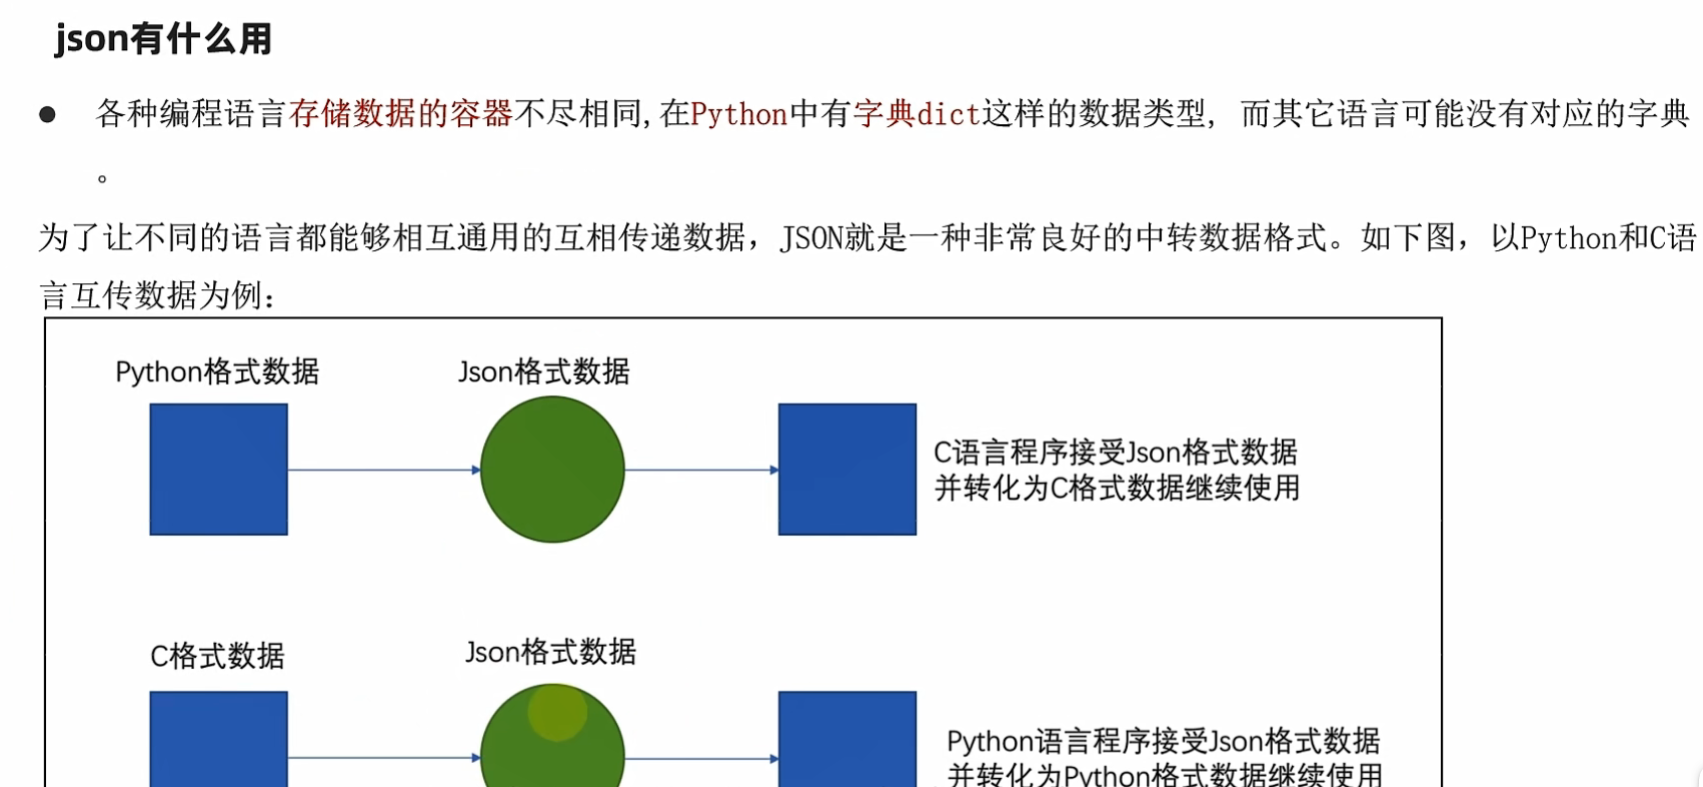 json有什么用
● 各种编程语言存储数据的容器不尽相同,在Python中有字典dict这样的数据类型, 而其它语言可能没有对应的字典
。
为了让不同的语言都能够相互通用的互相传递数据，JSON就是一种非常良好的中转数据格式。如下图，以Python和C语
言互传数据为例：
Python格式数据
Json格式数据
C语言程序接受Json格式数据
并转化为C格式数据继续使用
C格式数据
Json格式数据
Python语言程序接受Json格式数据
并转化为Python格式数据继续使用